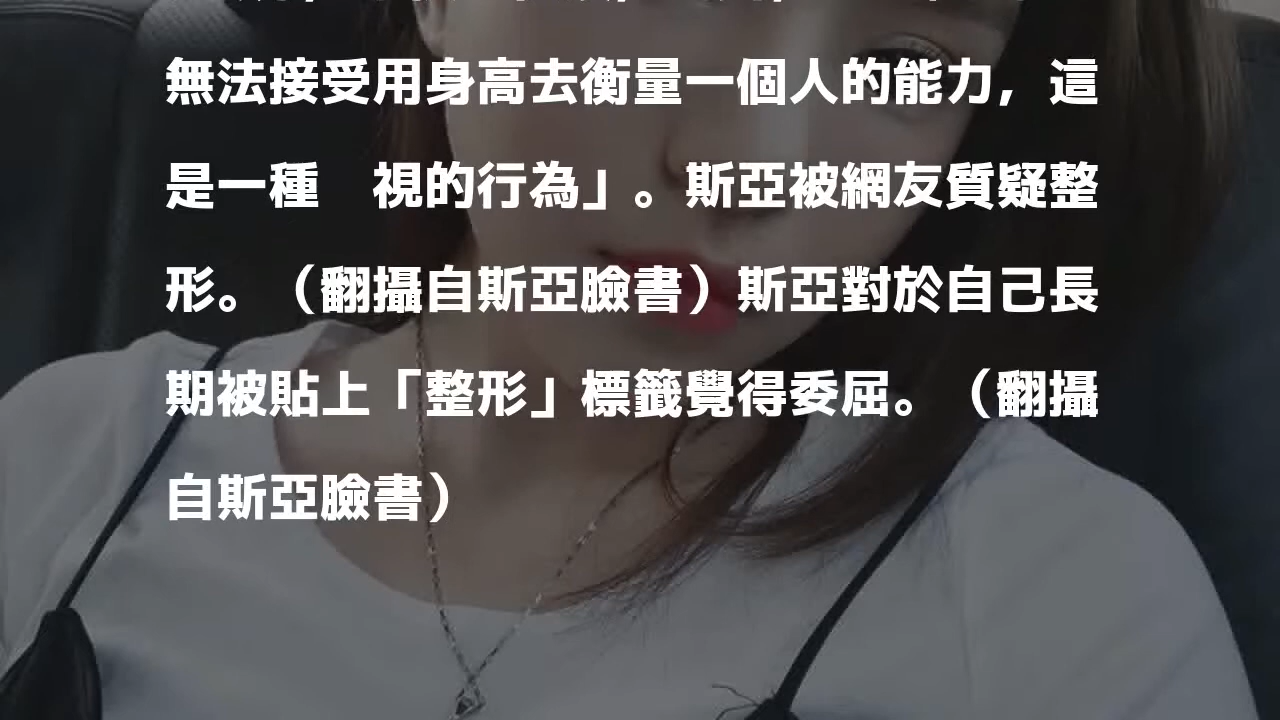 無法接受用身高去衡量一個人的能力，這
是一種　視的行為」。斯亞被網友質疑整
形。（翻攝自斯亞臉書）斯亞對於自己長
期被貼上「整形」標籤覺得委屈。（翻攝
自斯亞臉書）